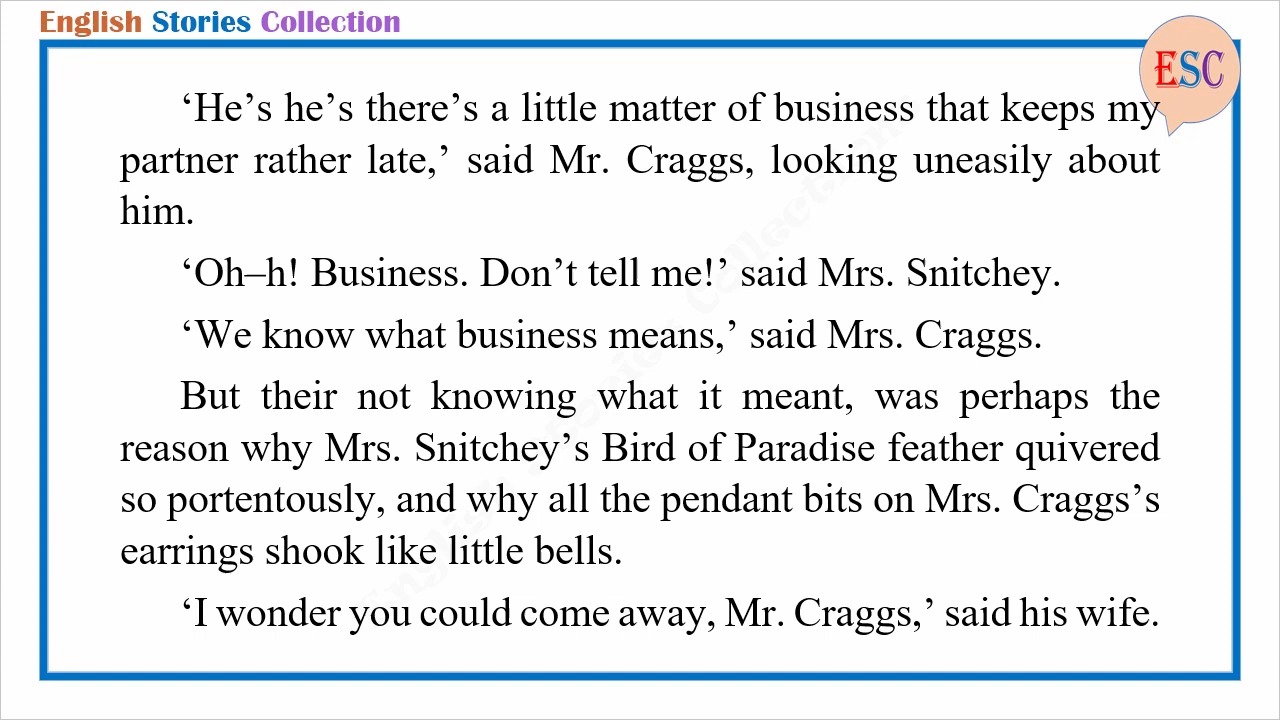 English Stories Collection
ESC
‘He’s he’s there’s a little matter of business that keeps my
partner rather late,’ said Mr. Craggs, looking uneasily about
him.
‘Oh–h! Business. Don’t tell me!’ said Mrs. Snitchey.
‘We know what business means,’ said Mrs. Craggs.
But their not knowing what it meant, was perhaps the
reason why Mrs. Snitchey’s Bird of Paradise feather quivered
so portentously, and why all the pendant bits on Mrs. Craggs’s
earrings shook like little bells.
‘I wonder you could come away, Mr. Craggs,’ said his wife.
English Stories Collection